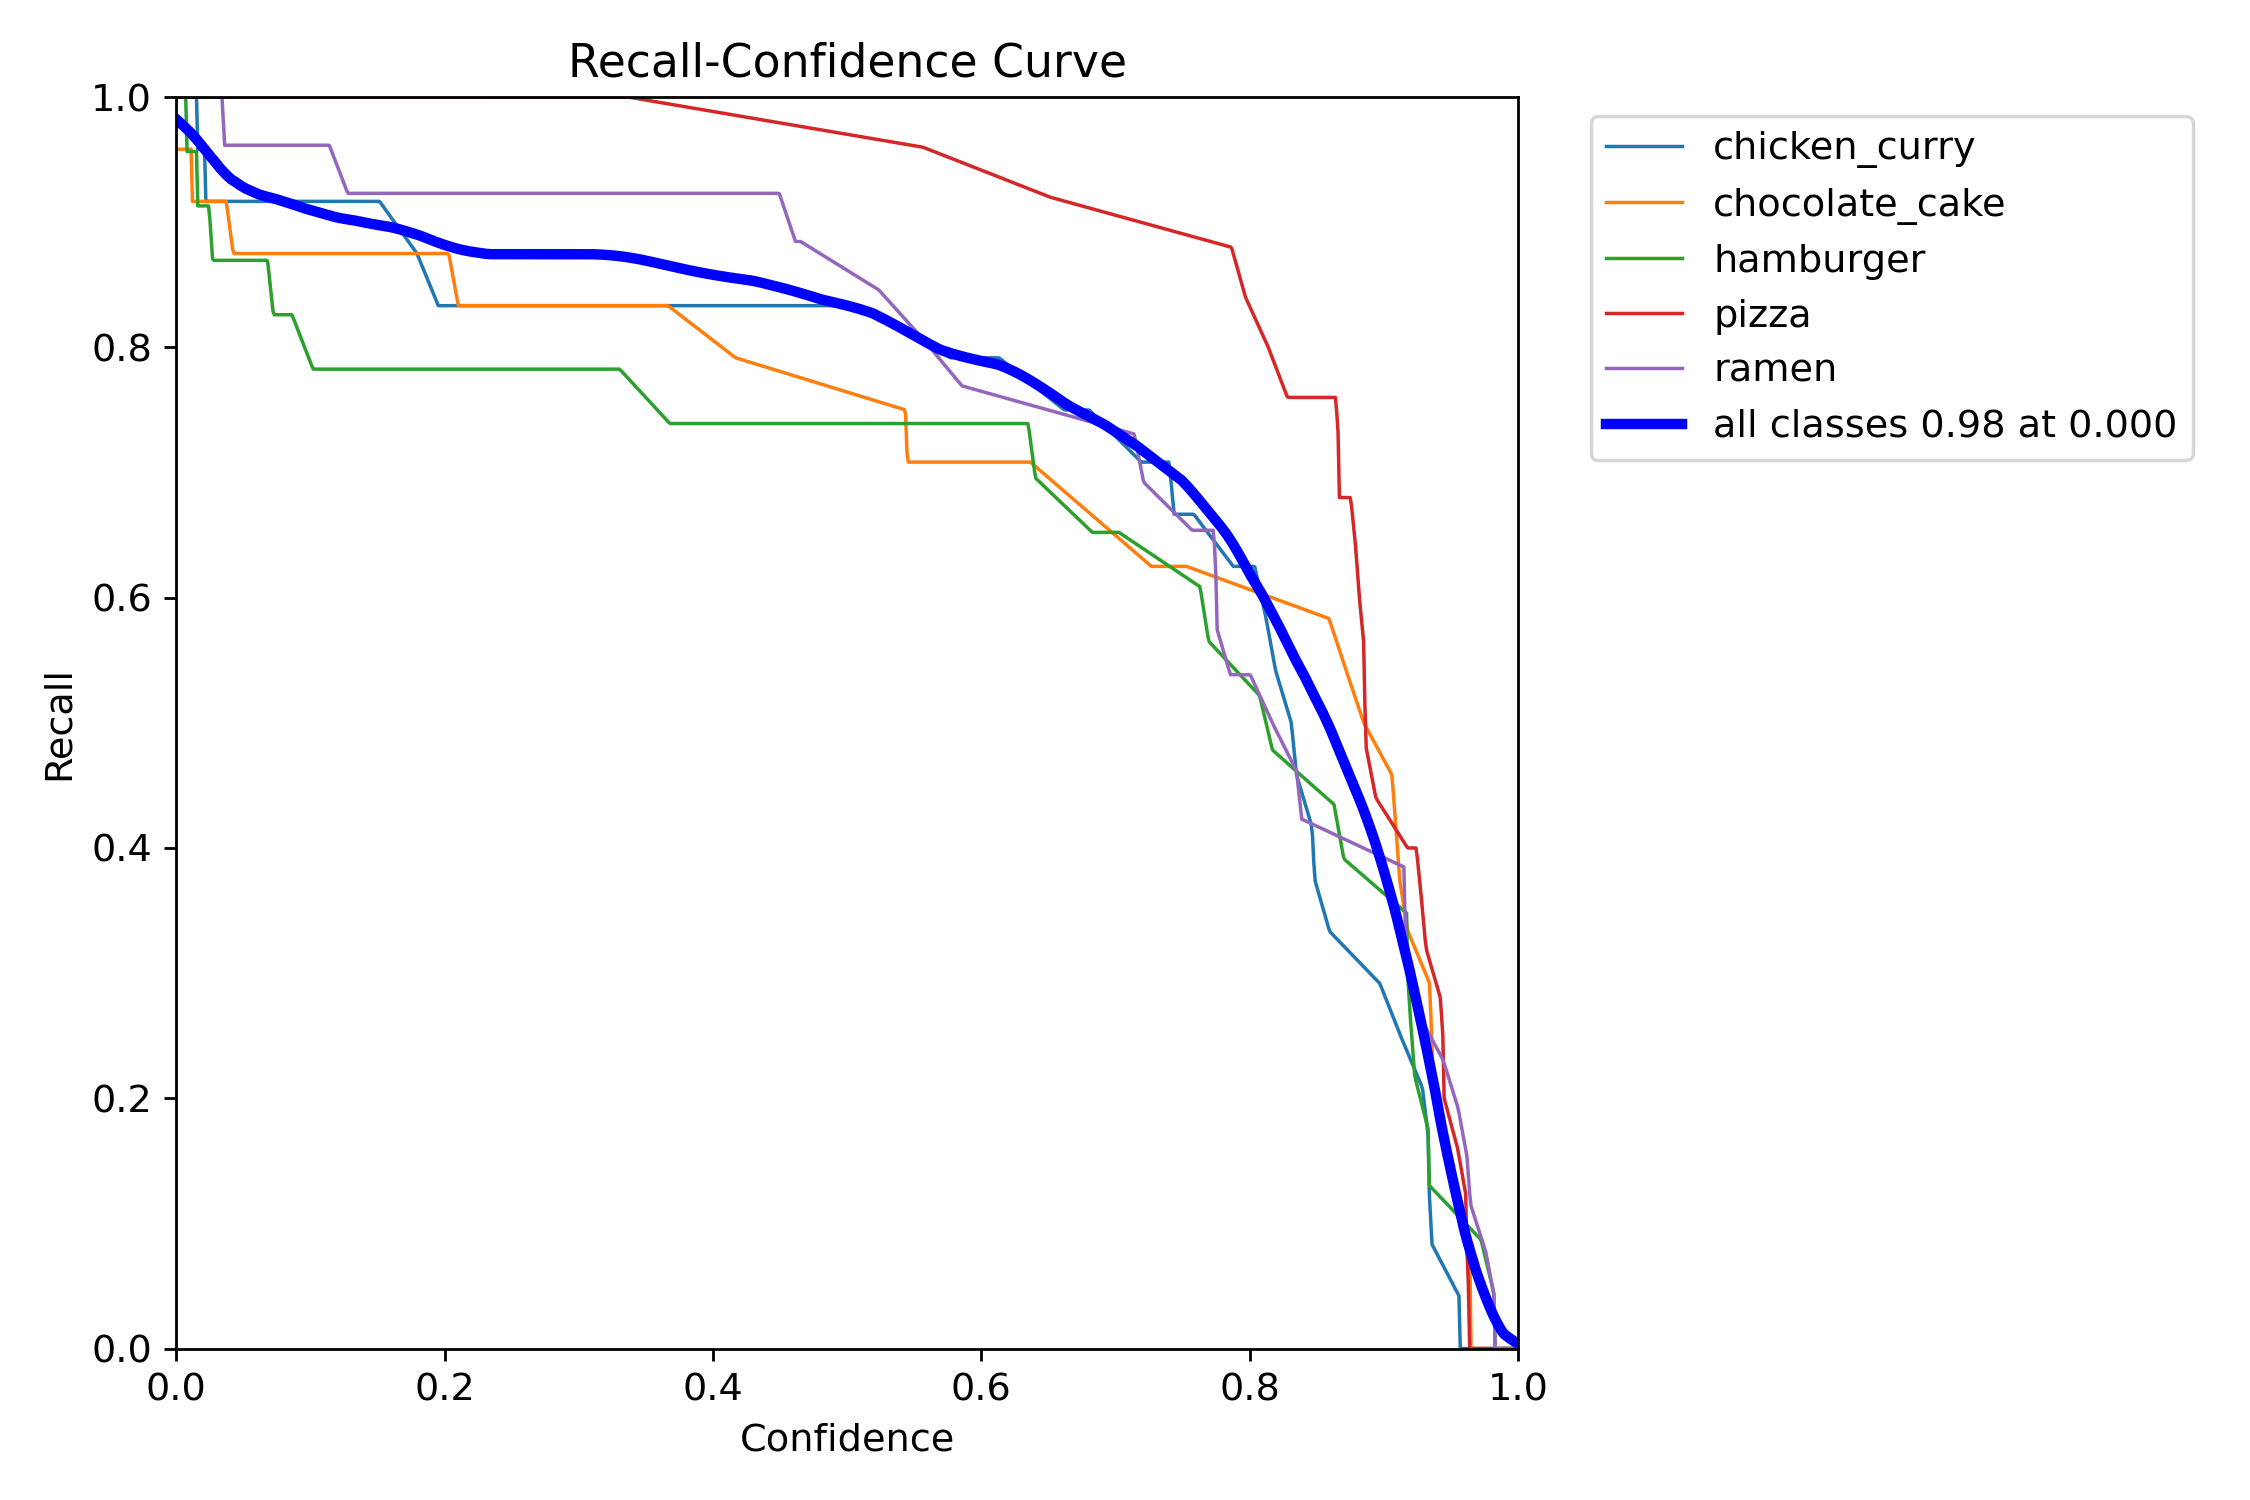 Recall-Confidence Curve
1.0
0.8
0.6
0.4
0.2
0.0
Recall
0.0 0.2 0.4 0.6 0.8 1.0
Confidence
chicken_curry
chocolate_cake
hamburger
pizza
ramen
all classes 0.98 at 0.000